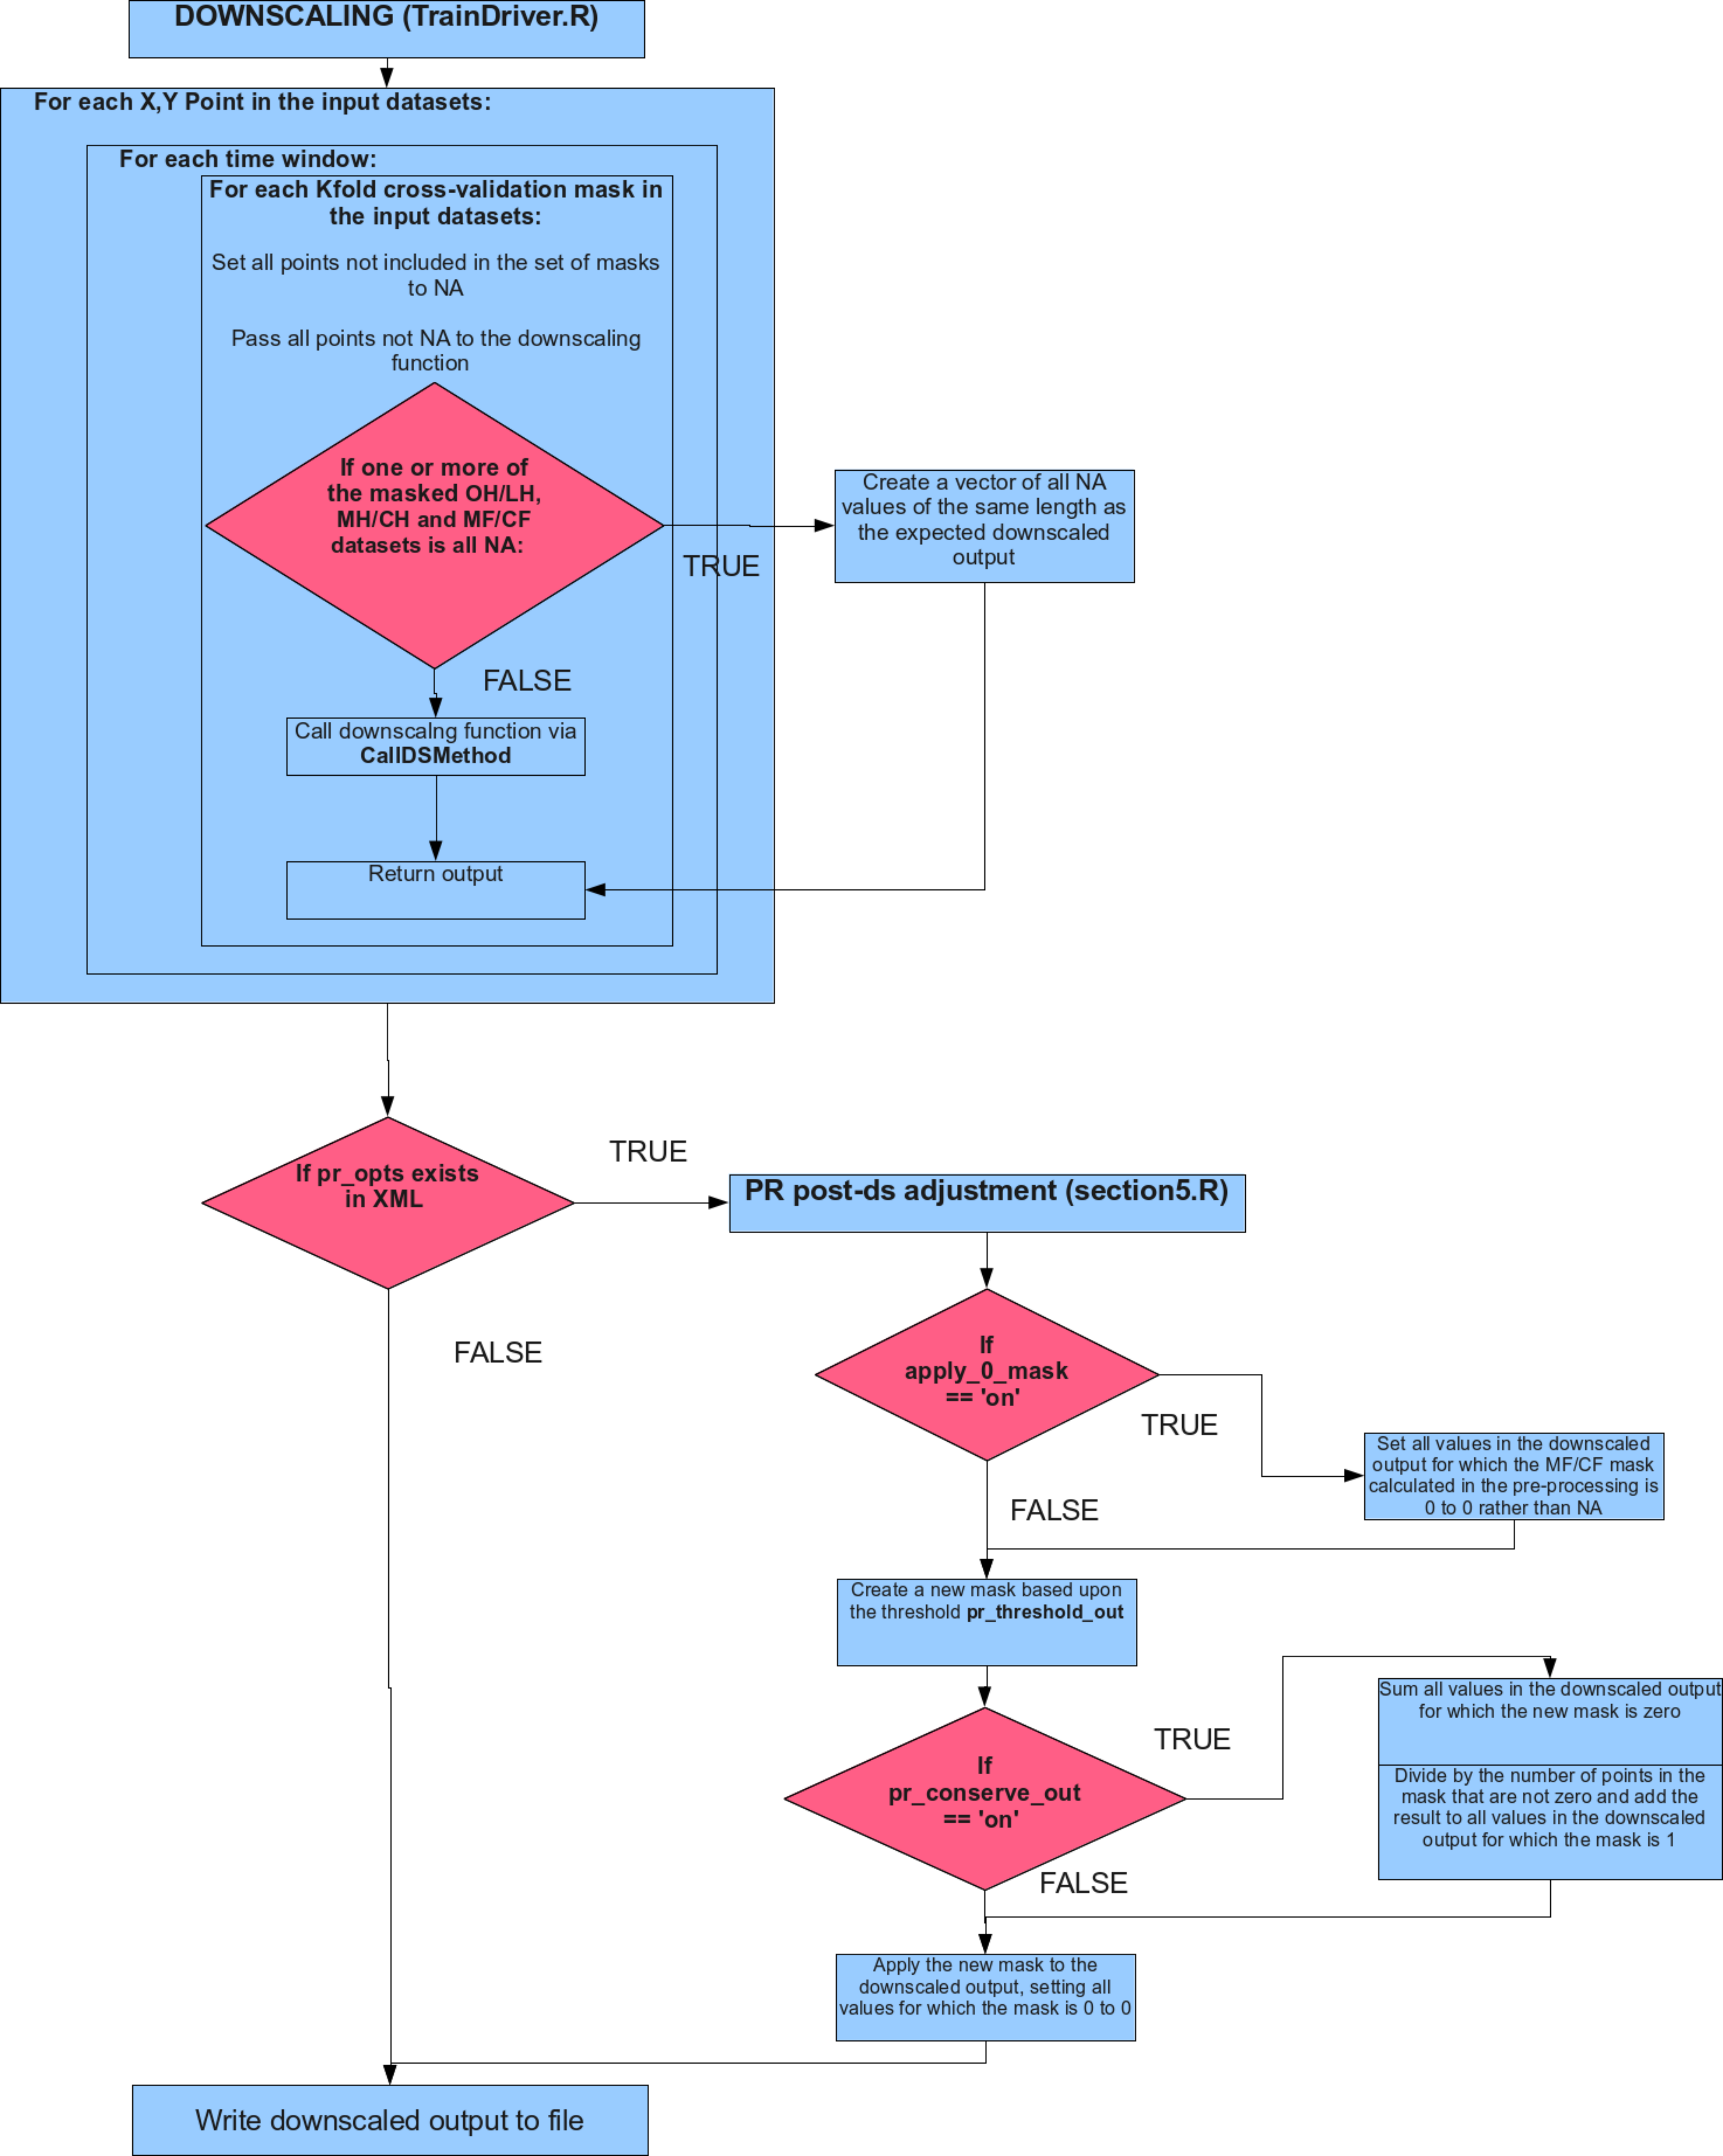 DOWNSCALING (TrainDriver.R)
For each X,Y Point in the input datasets:
For each time window:
For each Kfold cross-validation mask in
the input datasets:
Set all points not included in the set of masks
to NA
Pass all points not NA to the downscaling
function
If one or more of
the masked OH/LH,
MH/CH and MF/CF
datasets is all NA:
TRUE
Create a vector of all NA
values of the same length as
the expected downscaled
output
FALSE
Call downscalng function via
CallDSMethod
Return output
If pr_opts exists
in XML
TRUE
PR post-ds adjustment (section5.R)
FALSE
If
apply_0_mask
== 'on'
TRUE
Set all values in the downscaled
output for which the MF/CF mask
calculated in the pre-processing is
0 to 0 rather than NA
FALSE
Create a new mask based upon
the threshold pr_threshold_out
If
pr_conserve_out
== 'on'
TRUE
Sum all values in the downscaled output
for which the new mask is zero
Divide by the number of points in the
mask that are not zero and add the
result to all values in the downscaled
output for which the mask is 1
FALSE
Apply the new mask to the
downscaled output, setting all
values for which the mask is 0 to 0
Write downscaled output to file